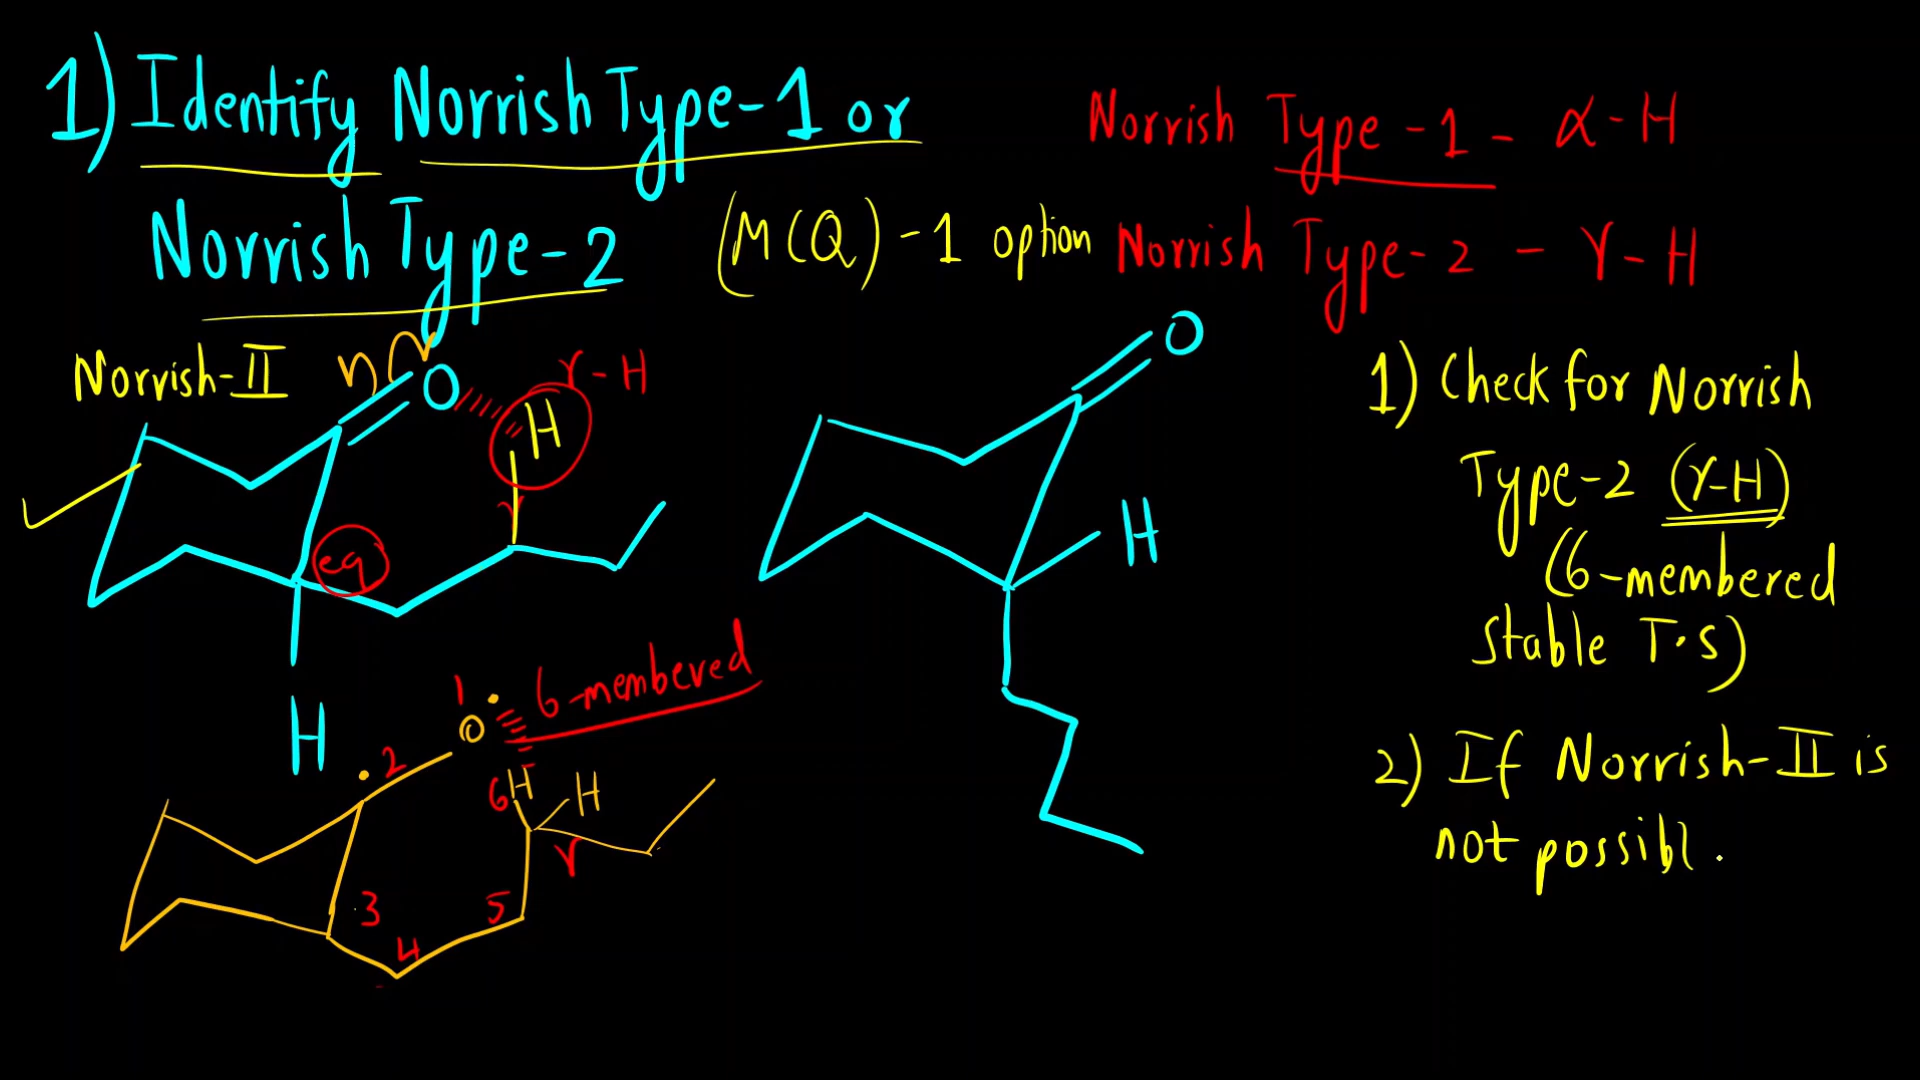 1) Identify Norrish Type-1 or
Norrish Type-2
(MCQ) - 1 option
Norrish Type-1 - α-H
Norrish Type-2 - γ-H
Norrish-II
O
γ-H
H
γ
eq
H
O
H
1) Check for Norrish
Type-2 (γ-H)
(6-membered
Stable T.S)
2) If Norrish-II is
not possibl.
1
O
6-membered
2
6H
H
γ
3
5
4